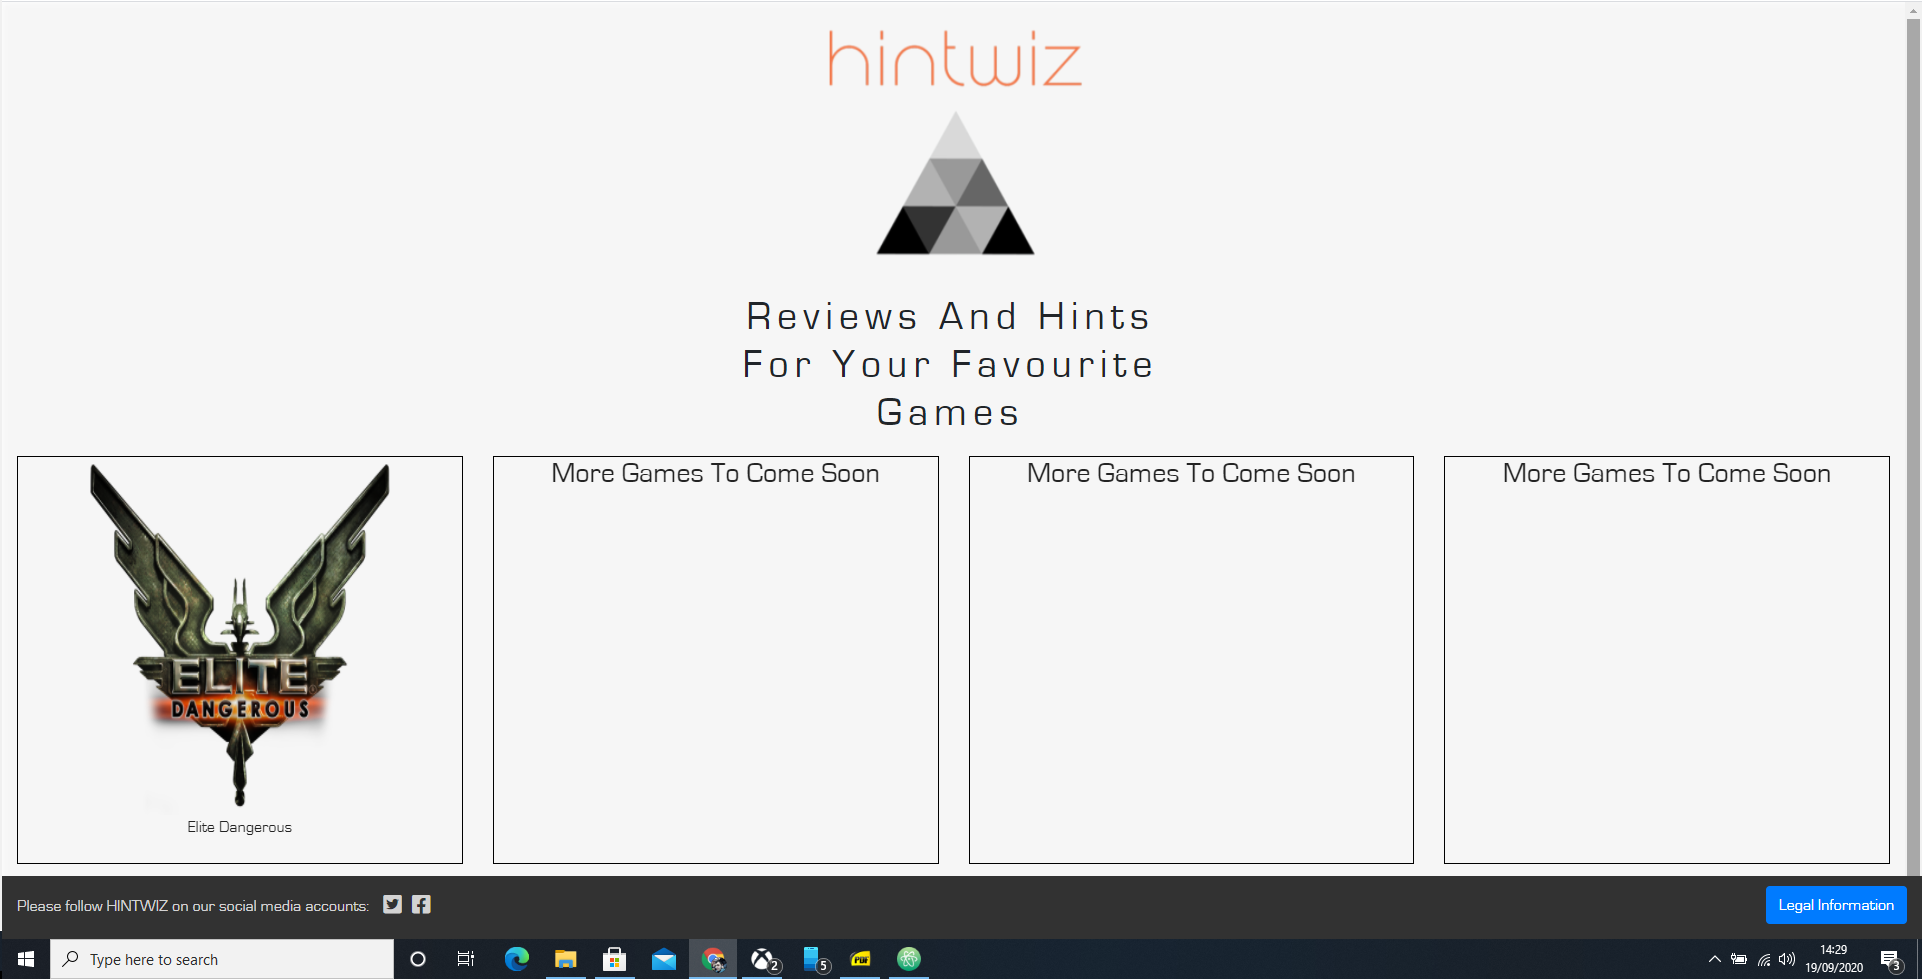 hintwiz
Reviews And Hints
For Your Favourite
Games
ELITE
DANGEROUS
Elite Dangerous
More Games To Come Soon
More Games To Come Soon
More Games To Come Soon
Please follow HINTWIZ on our social media accounts:
Legal Information
Type here to search
2
5
PDF
14:29
19/09/2020
3